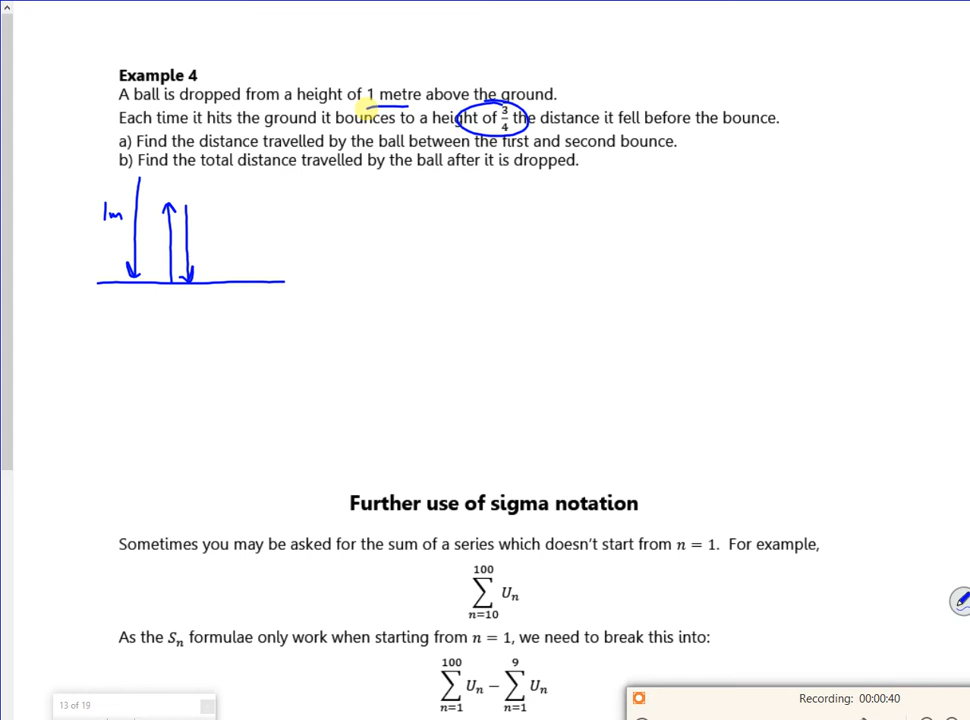 Example 4
A ball is dropped from a height of 1 metre above the ground.
Each time it hits the ground it bounces to a height of 3/4 the distance it fell before the bounce.
a) Find the distance travelled by the ball between the first and second bounce.
b) Find the total distance travelled by the ball after it is dropped.
1m
Further use of sigma notation
Sometimes you may be asked for the sum of a series which doesn't start from n = 1. For example,
100
∑ Uₙ
n=10
As the Sₙ formulae only work when starting from n = 1, we need to break this into:
100 9
∑ Uₙ − ∑ Uₙ
n=1 n=1
13 of 19
Recording: 00:00:40